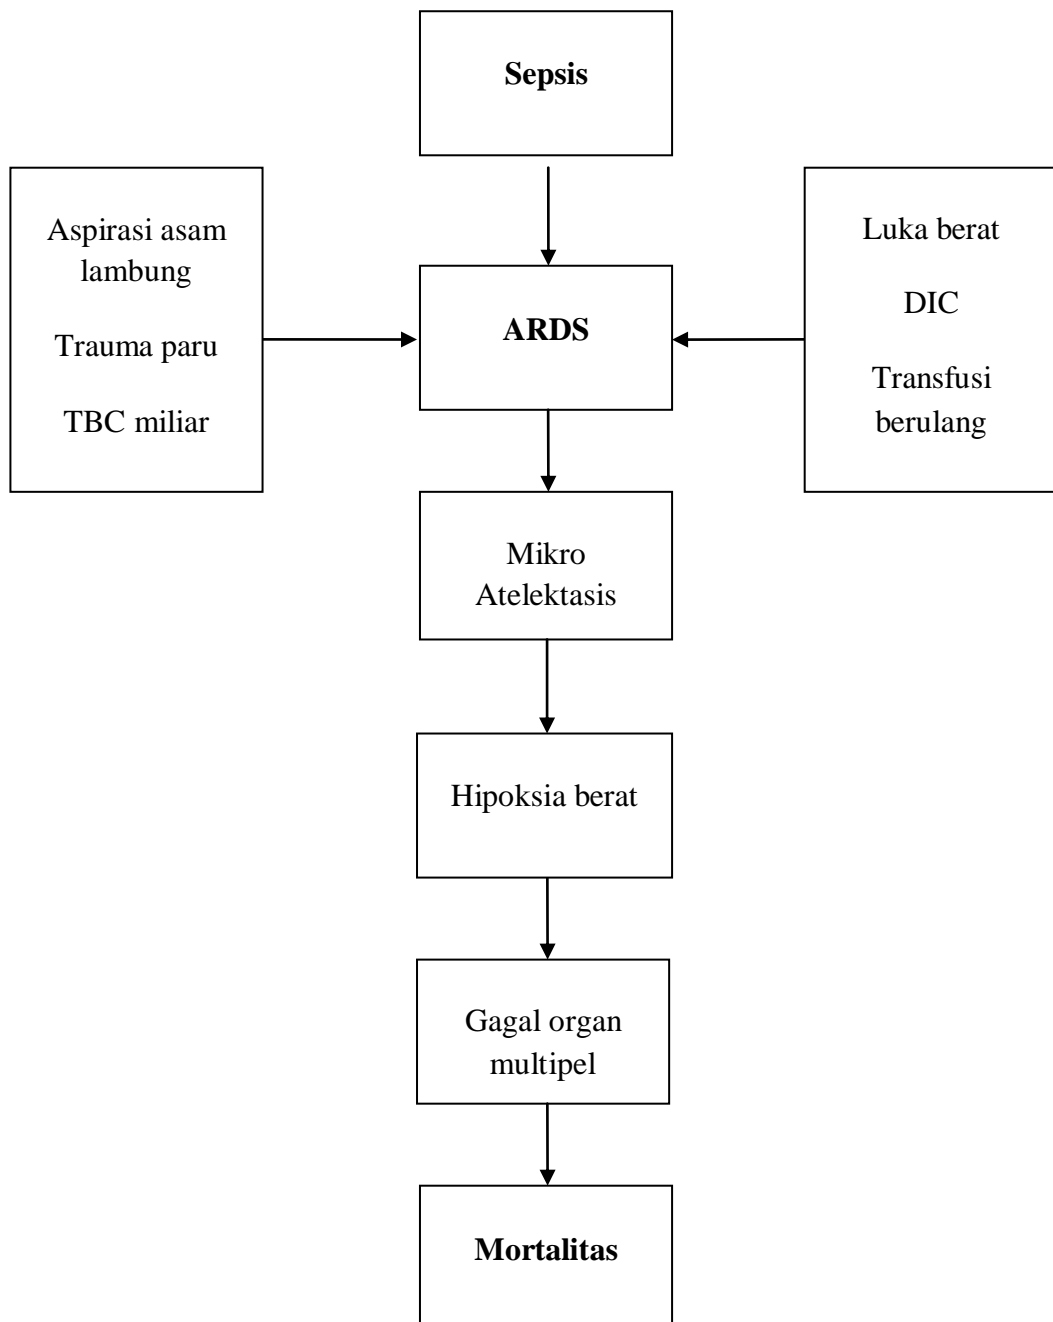 Sepsis
Aspirasi asam
lambung
Trauma paru
TBC miliar
ARDS
Luka berat
DIC
Transfusi
berulang
Mikro
Atelektasis
Hipoksia berat
Gagal organ
multipel
Mortalitas